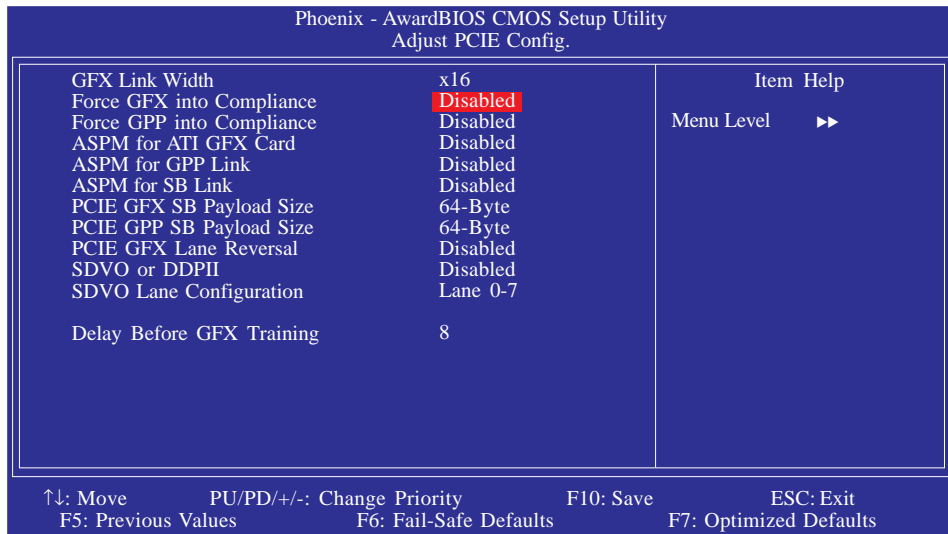 Phoenix - AwardBIOS CMOS Setup Utility
Adjust PCIE Config.
GFX Link Width x16
Force GFX into Compliance Disabled
Force GPP into Compliance Disabled
ASPM for ATI GFX Card Disabled
ASPM for GPP Link Disabled
ASPM for SB Link Disabled
PCIE GFX SB Payload Size 64-Byte
PCIE GPP SB Payload Size 64-Byte
PCIE GFX Lane Reversal Disabled
SDVO or DDPII Disabled
SDVO Lane Configuration Lane 0-7
Delay Before GFX Training 8
Item Help
Menu Level ►►
↑↓: Move PU/PD/+/-: Change Priority F10: Save ESC: Exit
F5: Previous Values F6: Fail-Safe Defaults F7: Optimized Defaults